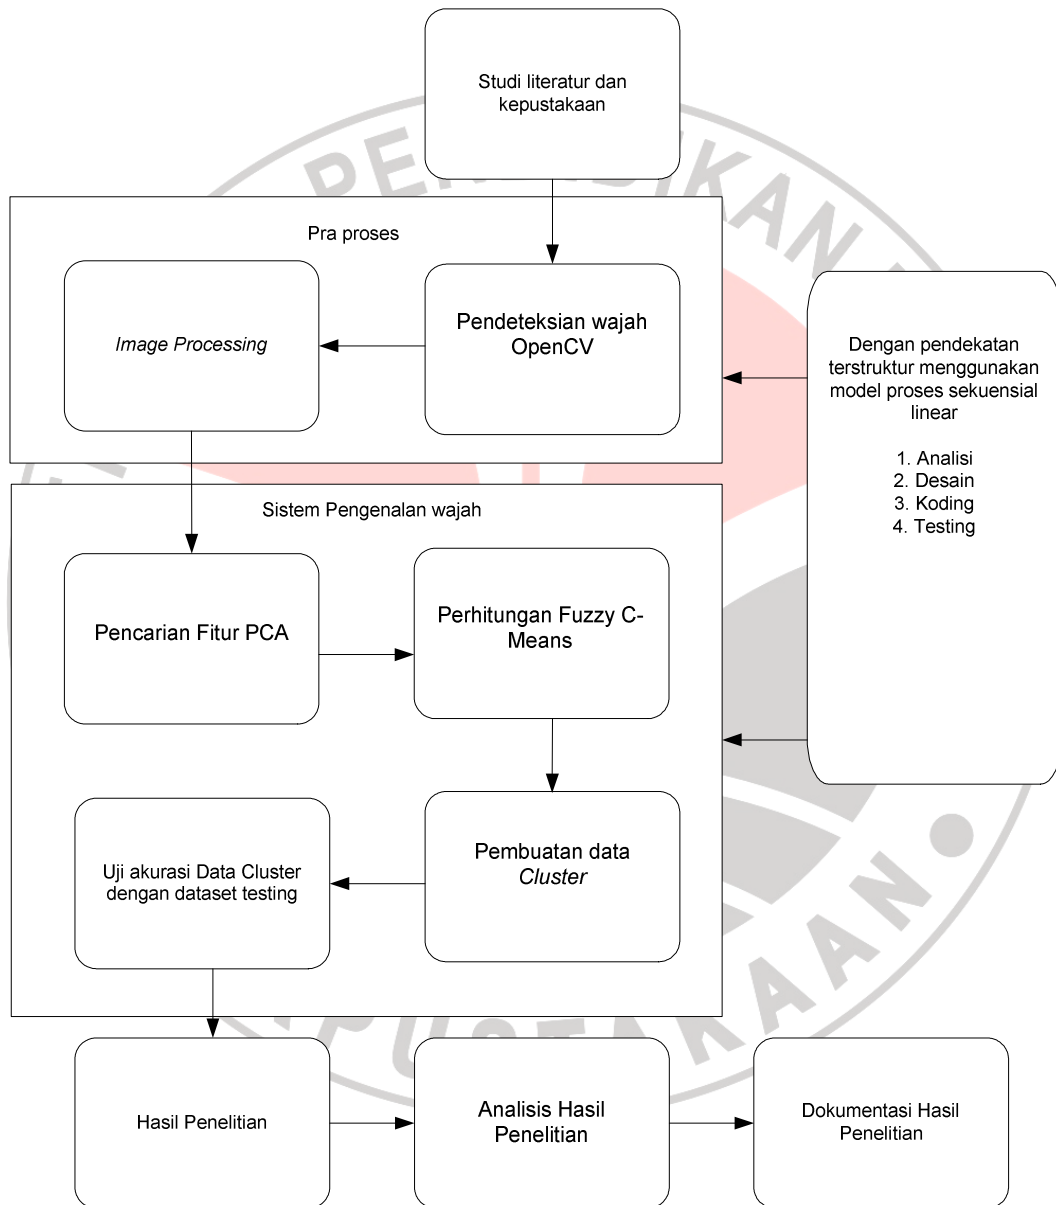 Studi literatur dan
kepustakaan
Pra proses
Image Processing
Pendeteksian wajah
OpenCV
Dengan pendekatan
terstruktur menggunakan
model proses sekuensial
linear
1. Analisi
2. Desain
3. Koding
4. Testing
Sistem Pengenalan wajah
Pencarian Fitur PCA
Perhitungan Fuzzy C-
Means
Uji akurasi Data Cluster
dengan dataset testing
Pembuatan data
Cluster
Hasil Penelitian
Analisis Hasil
Penelitian
Dokumentasi Hasil
Penelitian